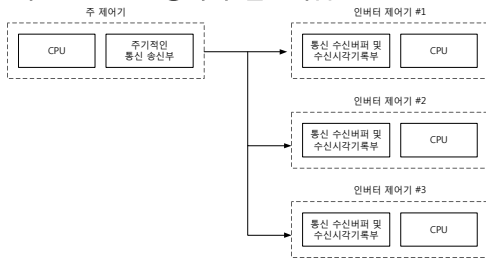 주 제어기
CPU
주기적인
통신 송신부
인버터 제어기 #1
통신 수신버퍼 및
수신시각기록부
CPU
인버터 제어기 #2
통신 수신버퍼 및
수신시각기록부
CPU
인버터 제어기 #3
통신 수신버퍼 및
수신시각기록부
CPU